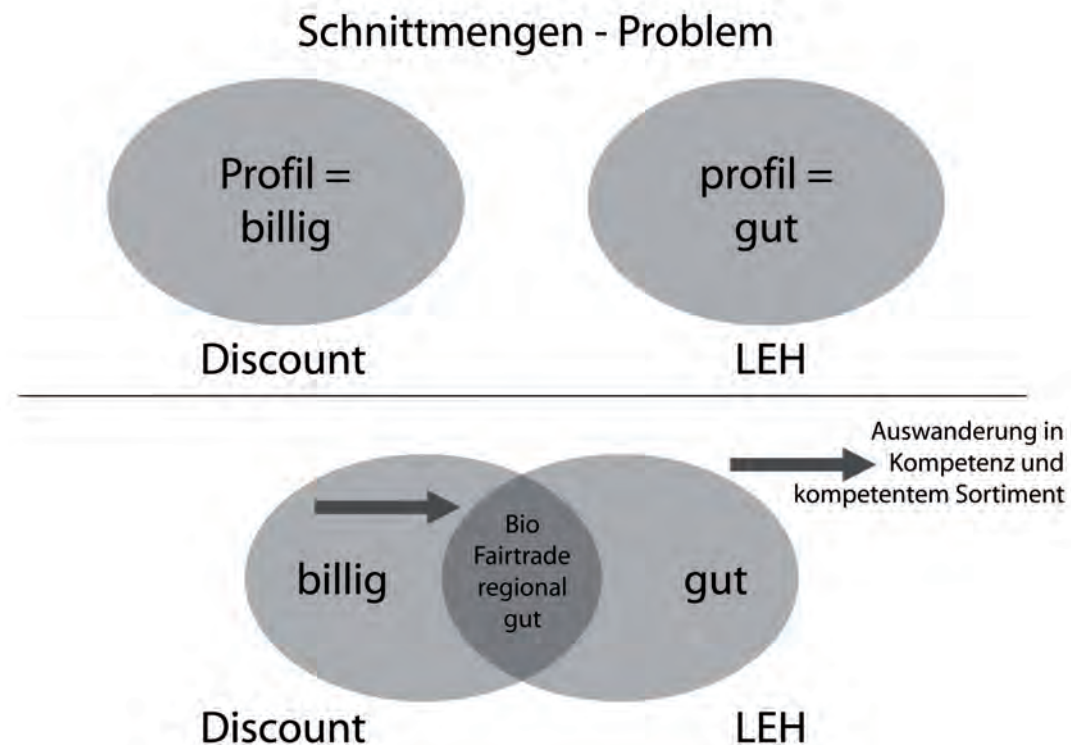 Schnittmengen - Problem
Profil =
billig
profil =
gut
Discount
LEH
Auswanderung in
Kompetenz und
kompetentem Sortiment
billig
Bio
Fairtrade
regional
gut
gut
Discount
LEH